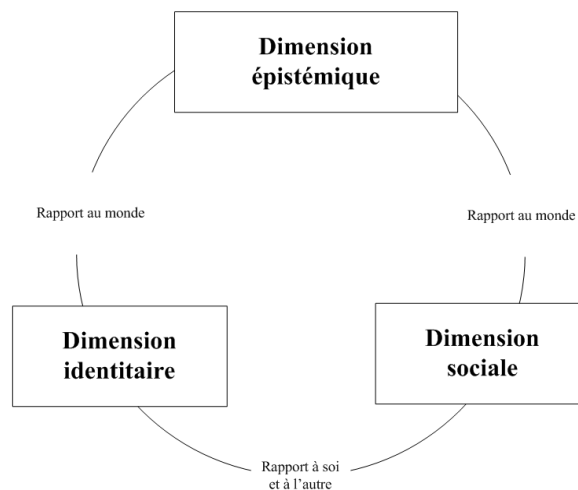 Dimension
épistémique
Rapport au monde
Rapport au monde
Dimension
identitaire
Dimension
sociale
Rapport à soi
et à l'autre